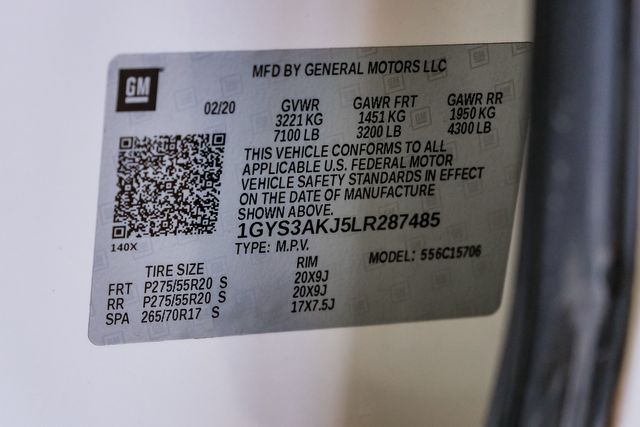 GM
MFD BY GENERAL MOTORS LLC
02/20 GVWR GAWR FRT GAWR RR
3221 KG 1451 KG 1950 KG
7100 LB 3200 LB 4300 LB
THIS VEHICLE CONFORMS TO ALL
APPLICABLE U.S. FEDERAL MOTOR
VEHICLE SAFETY STANDARDS IN EFFECT
ON THE DATE OF MANUFACTURE
SHOWN ABOVE.
1GYS3AKJ5LR287485
140X
TYPE: M.P.V. MODEL: 556C15706
TIRE SIZE RIM
FRT P275/55R20 S 20X9J
RR P275/55R20 S 20X9J
SPA 265/70R17 S 17X7.5J